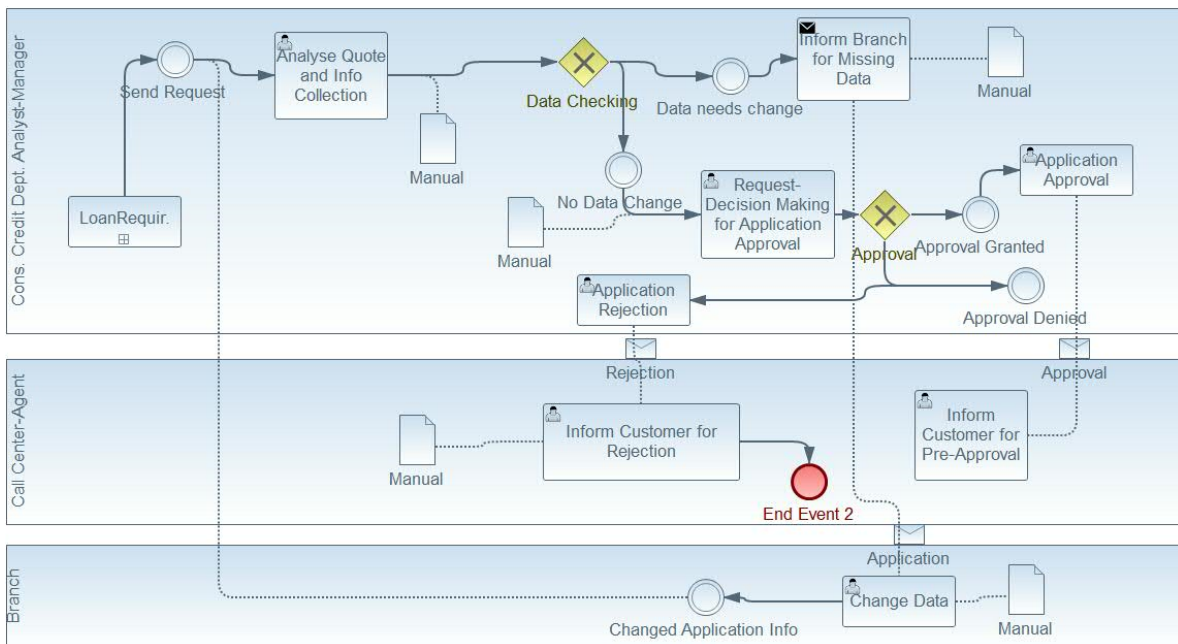 Cons. Credit Dept. Analyst-Manager
Send Request
Analyse Quote
and Info
Collection
Manual
Data Checking
Data needs change
Inform Branch
for Missing
Data
Manual
LoanRequir.
No Data Change
Manual
Request-
Decision Making
for Application
Approval
Approval
Approval Granted
Application
Approval
Application
Rejection
Approval Denied
Call Center-Agent
Rejection
Approval
Manual
Inform Customer for
Rejection
End Event 2
Inform
Customer for
Pre-Approval
Branch
Application
Changed Application Info
Change Data
Manual